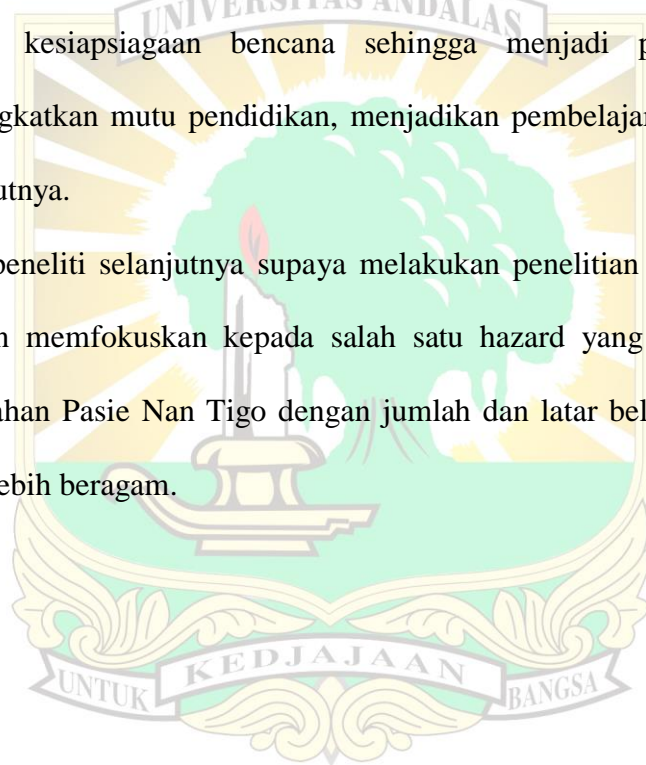 UNIVERSITAS ANDALAS
kesiapsiagaan bencana sehingga menjadi p
gkatkan mutu pendidikan, menjadikan pembelajar
utnya.
peneliti selanjutnya supaya melakukan penelitian
n memfokuskan kepada salah satu hazard yang
ahan Pasie Nan Tigo dengan jumlah dan latar bel
ebih beragam.
UNTUK KEDJAJAAN BANGSA